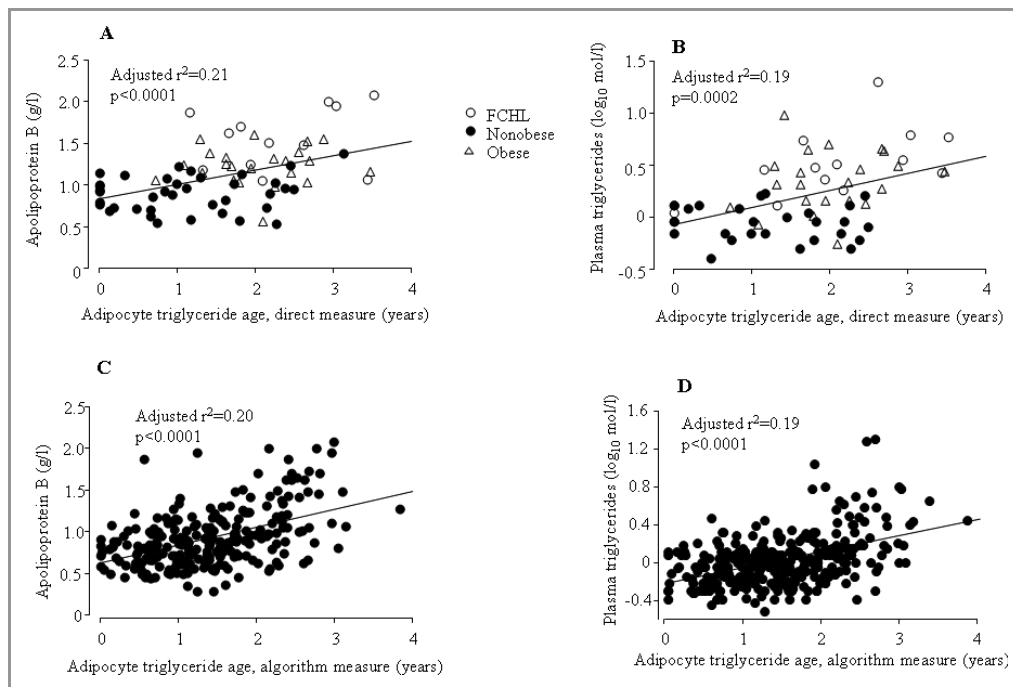 A
Adjusted r²=0.21
p<0.0001
Apolipoprotein B (g/l)
2.5
2.0
1.5
1.0
0.5
0
0 1 2 3 4
Adipocyte triglyceride age, direct measure (years)
FCHL
Nonobese
Obese
B
Adjusted r²=0.19
p=0.0002
Plasma triglycerides (log₁₀ mol/l)
1.5
1.0
0.5
0
-0.5
0 1 2 3 4
Adipocyte triglyceride age, direct measure (years)
C
Adjusted r²=0.20
p<0.0001
Apolipoprotein B (g/l)
2.5
2.0
1.5
1.0
0.5
0
0 1 2 3 4
Adipocyte triglyceride age, algorithm measure (years)
D
Adjusted r²=0.19
p<0.0001
Plasma triglycerides (log₁₀ mol/l)
1.6
1.2
0.8
0.4
0
-0.4
0 1 2 3 4
Adipocyte triglyceride age, algorithm measure (years)